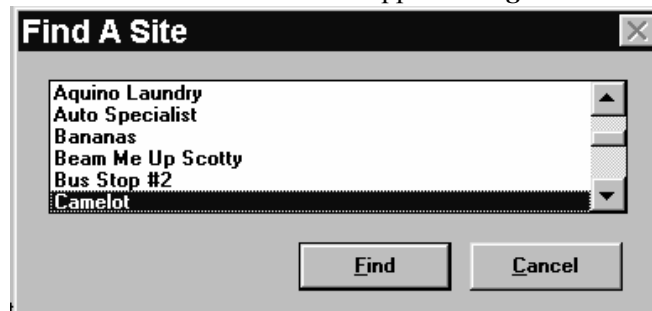 Find A Site
Aquino Laundry
Auto Specialist
Bananas
Beam Me Up Scotty
Bus Stop #2
Camelot
Find
Cancel